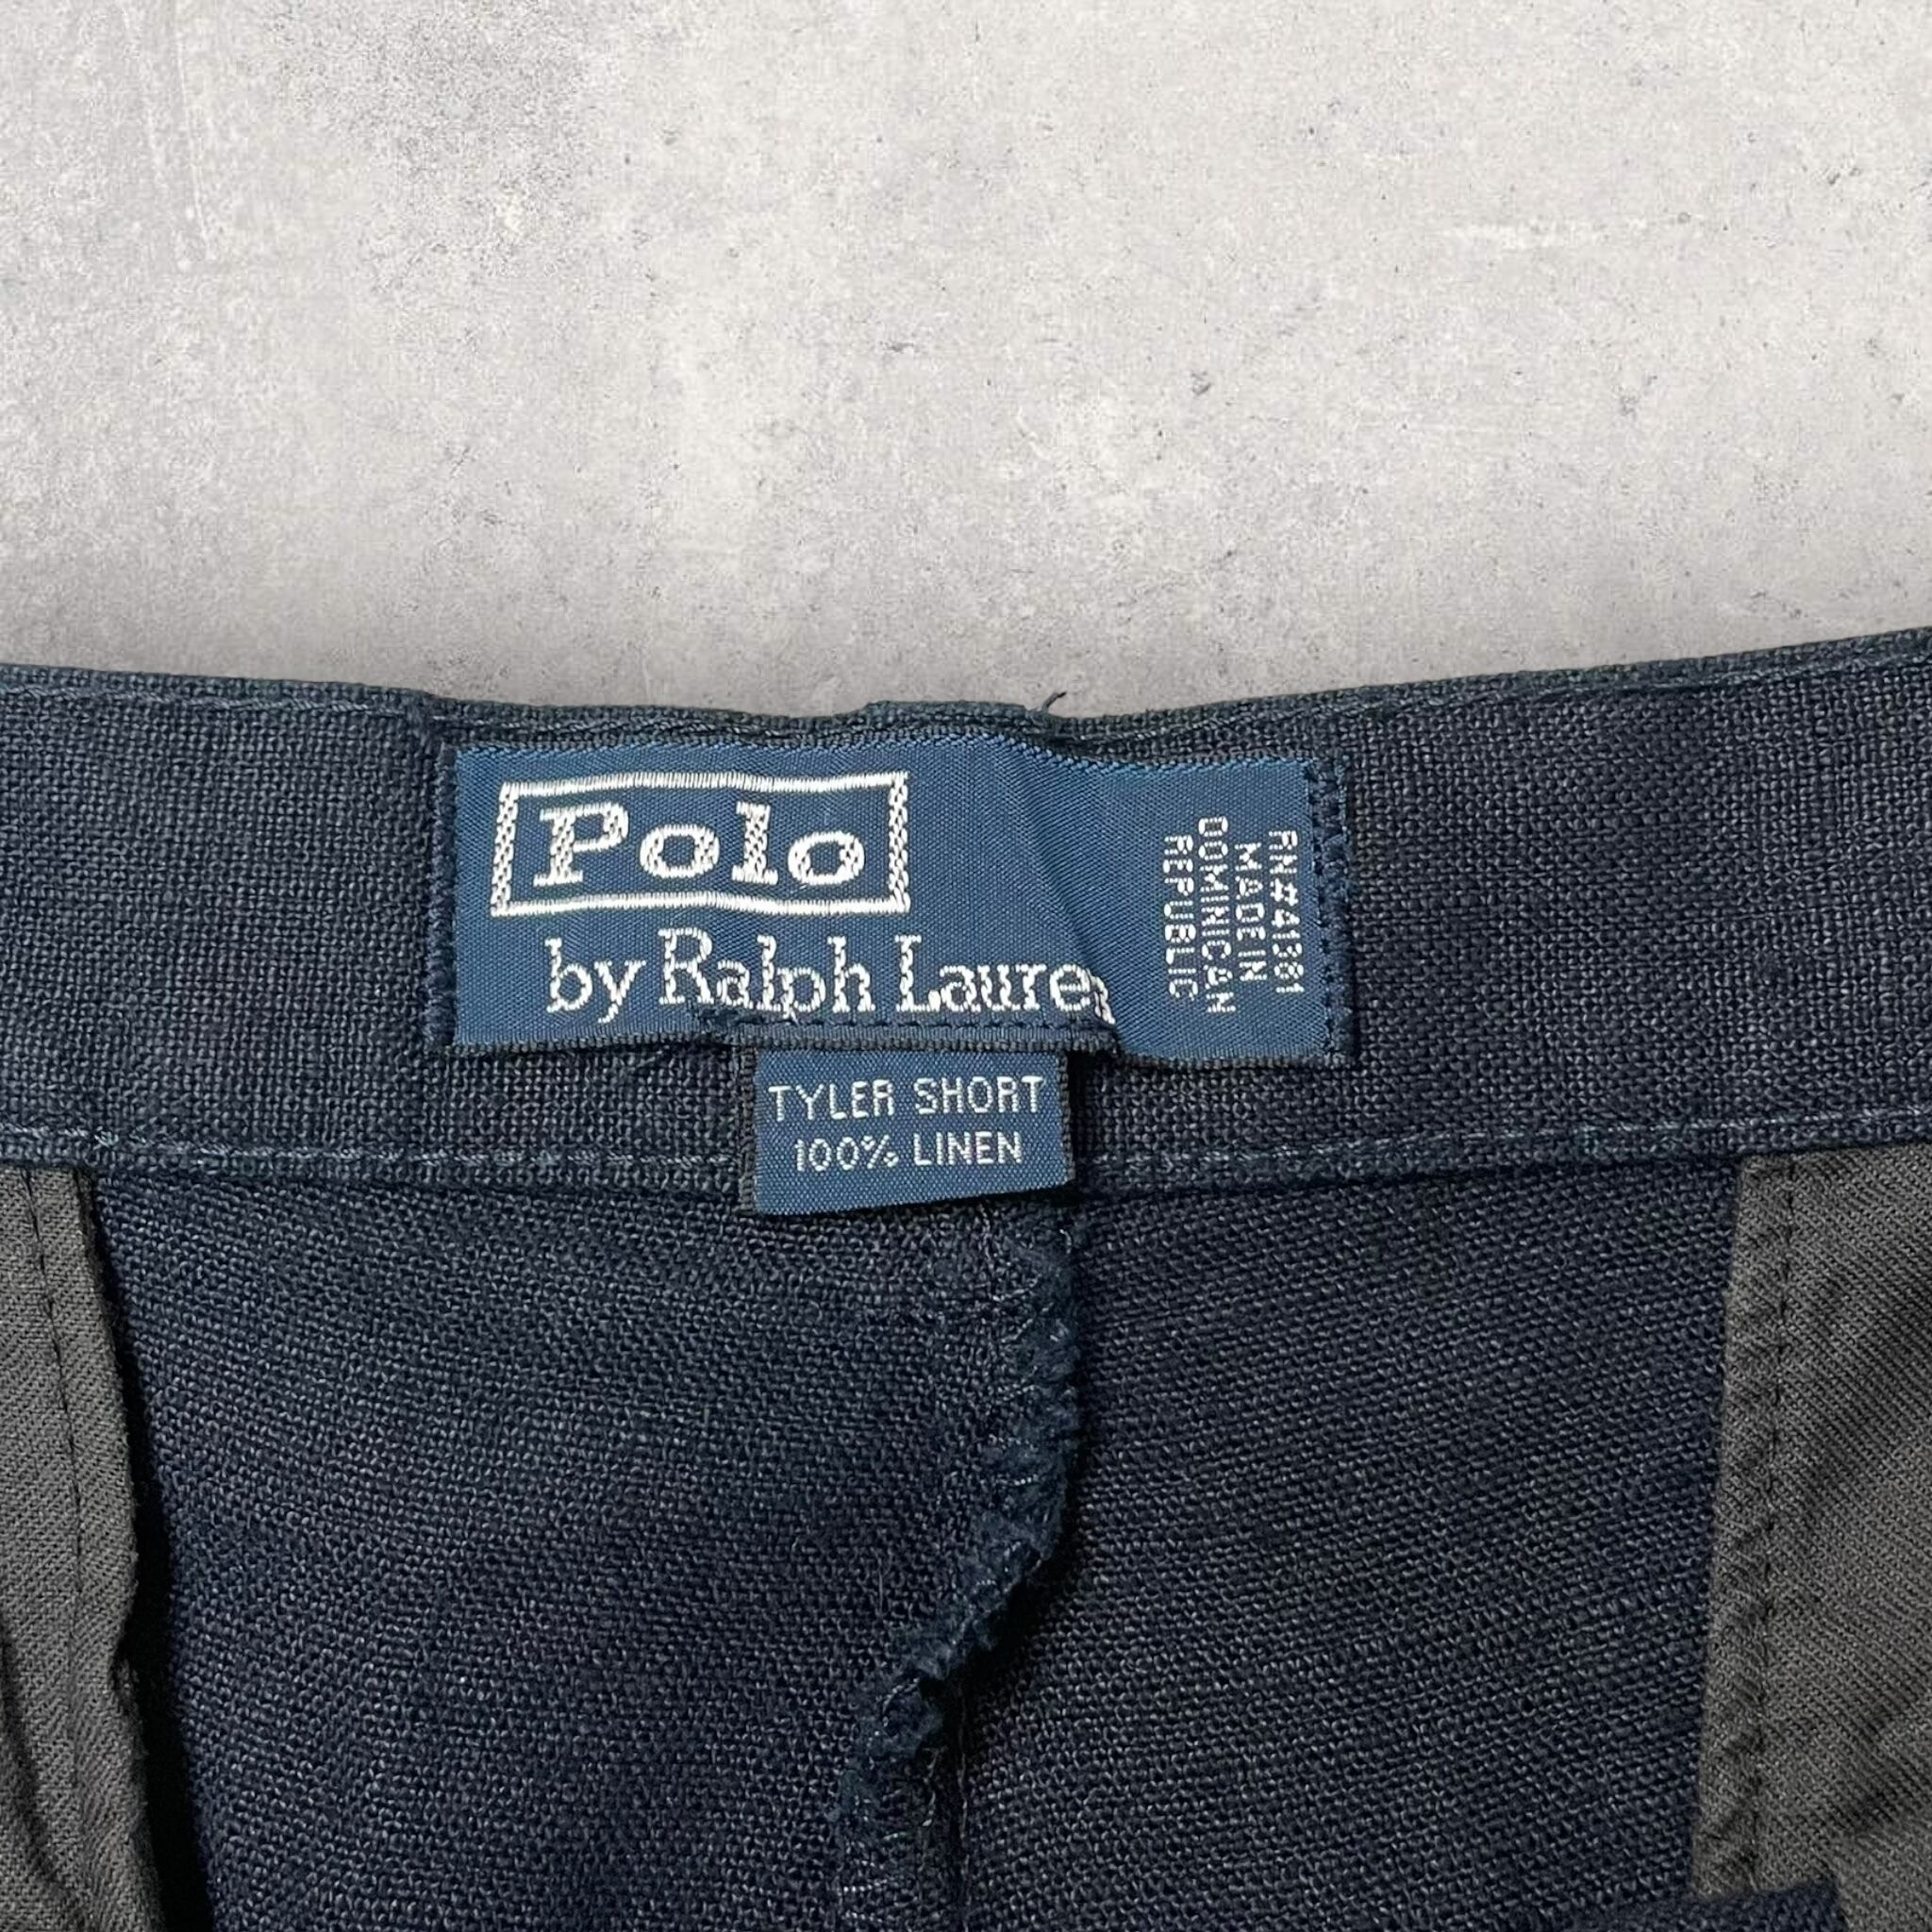 Polo
by Ralph Lauren
RN#41381
MADE IN
DOMINICAN
REPUBLIC
TYLER SHORT
100% LINEN